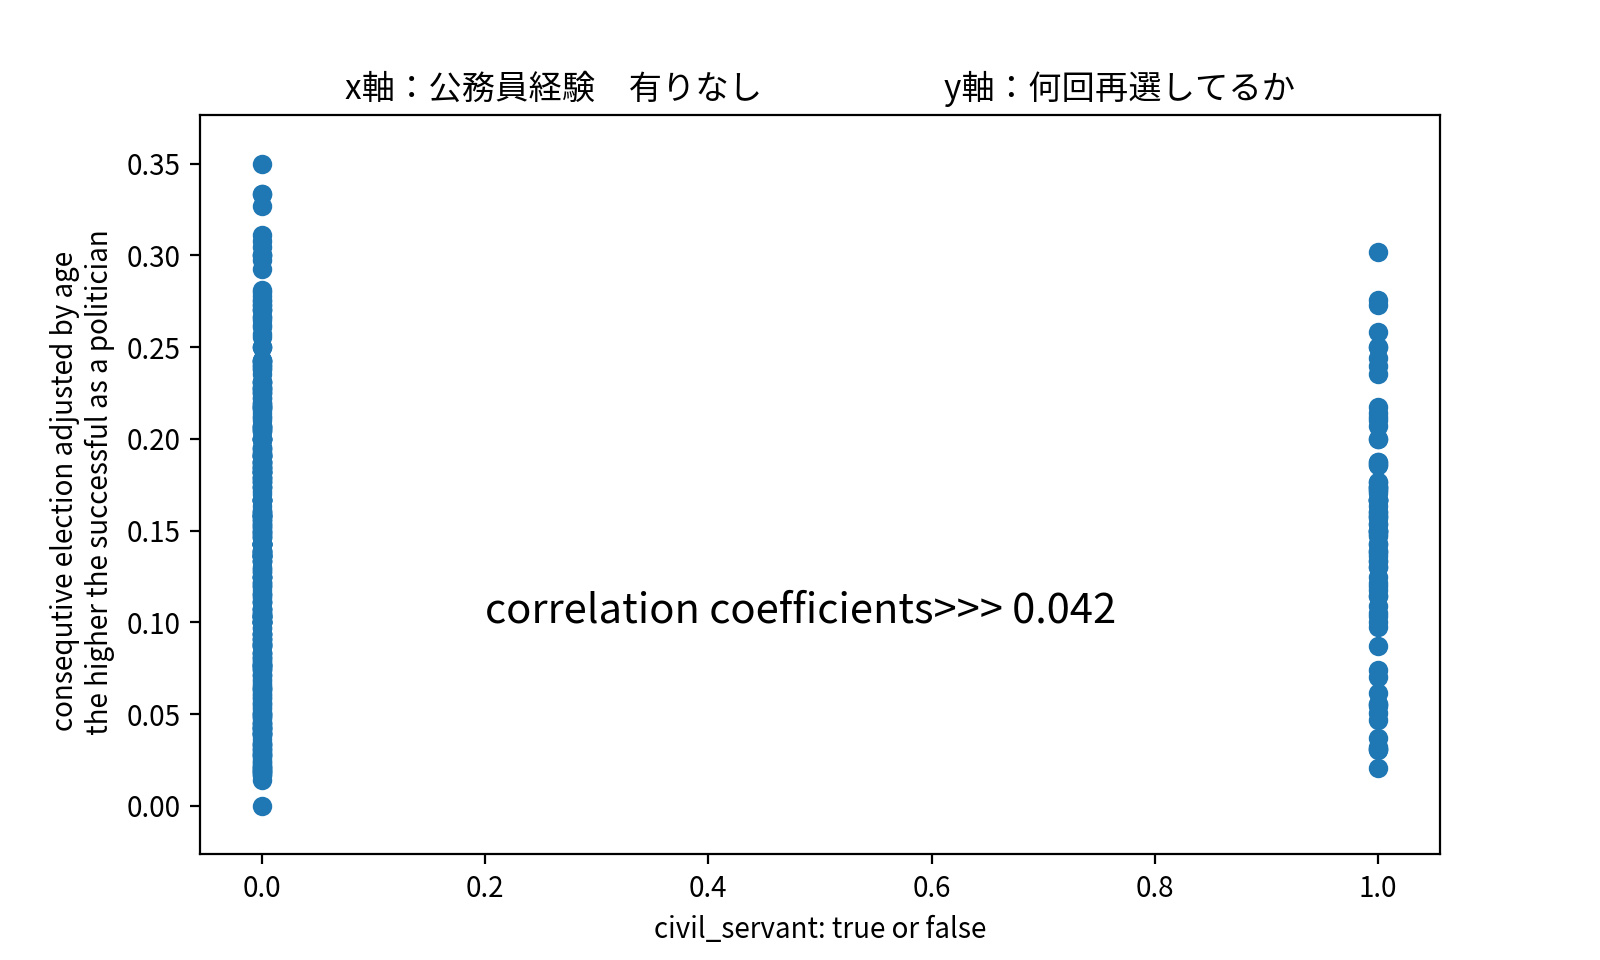 x軸：公務員経験　有りなし
y軸：何回再選してるか
consequtive election adjusted by age
the higher the successful as a politician
0.35
0.30
0.25
0.20
0.15
0.10
0.05
0.00
correlation coefficients>>> 0.042
0.0
0.2
0.4
0.6
0.8
1.0
civil_servant: true or false